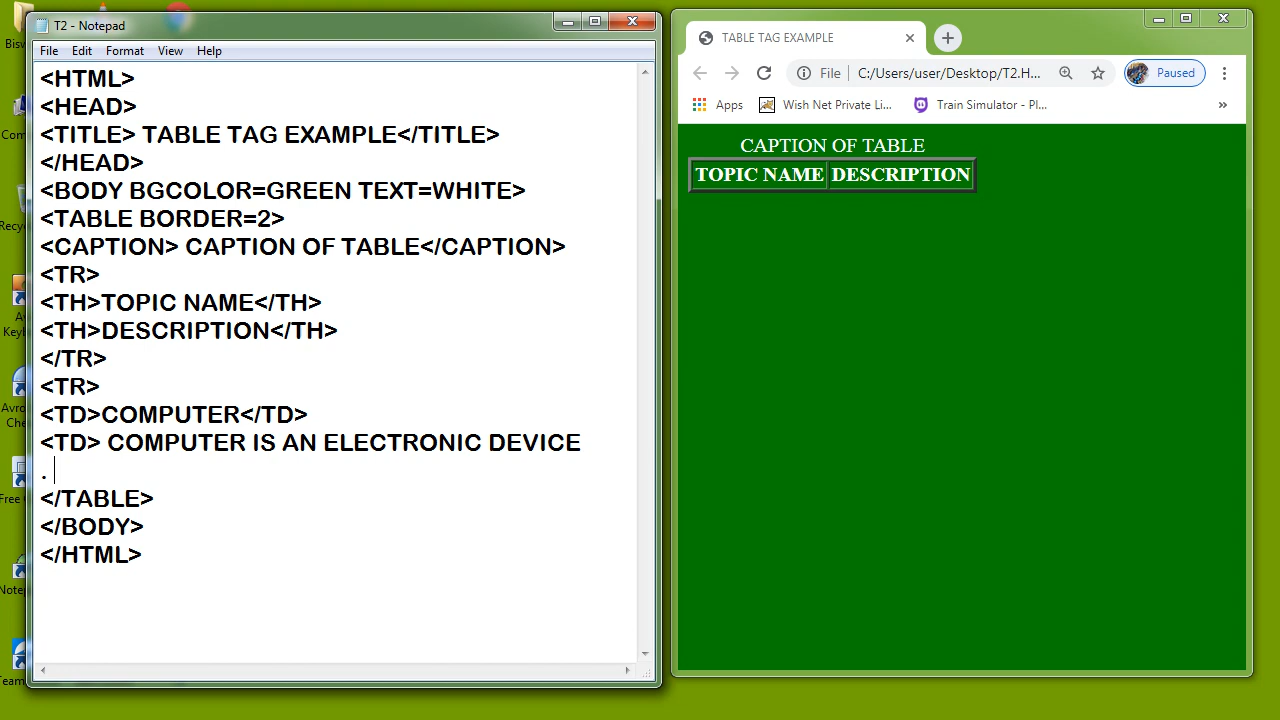 T2 - Notepad
File Edit Format View Help
<HTML>
<HEAD>
<TITLE> TABLE TAG EXAMPLE</TITLE>
</HEAD>
<BODY BGCOLOR=GREEN TEXT=WHITE>
<TABLE BORDER=2>
<CAPTION> CAPTION OF TABLE</CAPTION>
<TR>
<TH>TOPIC NAME</TH>
<TH>DESCRIPTION</TH>
</TR>
<TR>
<TD>COMPUTER</TD>
<TD> COMPUTER IS AN ELECTRONIC DEVICE
.
</TABLE>
</BODY>
</HTML>
TABLE TAG EXAMPLE
File C:/Users/user/Desktop/T2.H... Paused
Apps Wish Net Private Li... Train Simulator - Pl... »
CAPTION OF TABLE
TOPIC NAME DESCRIPTION